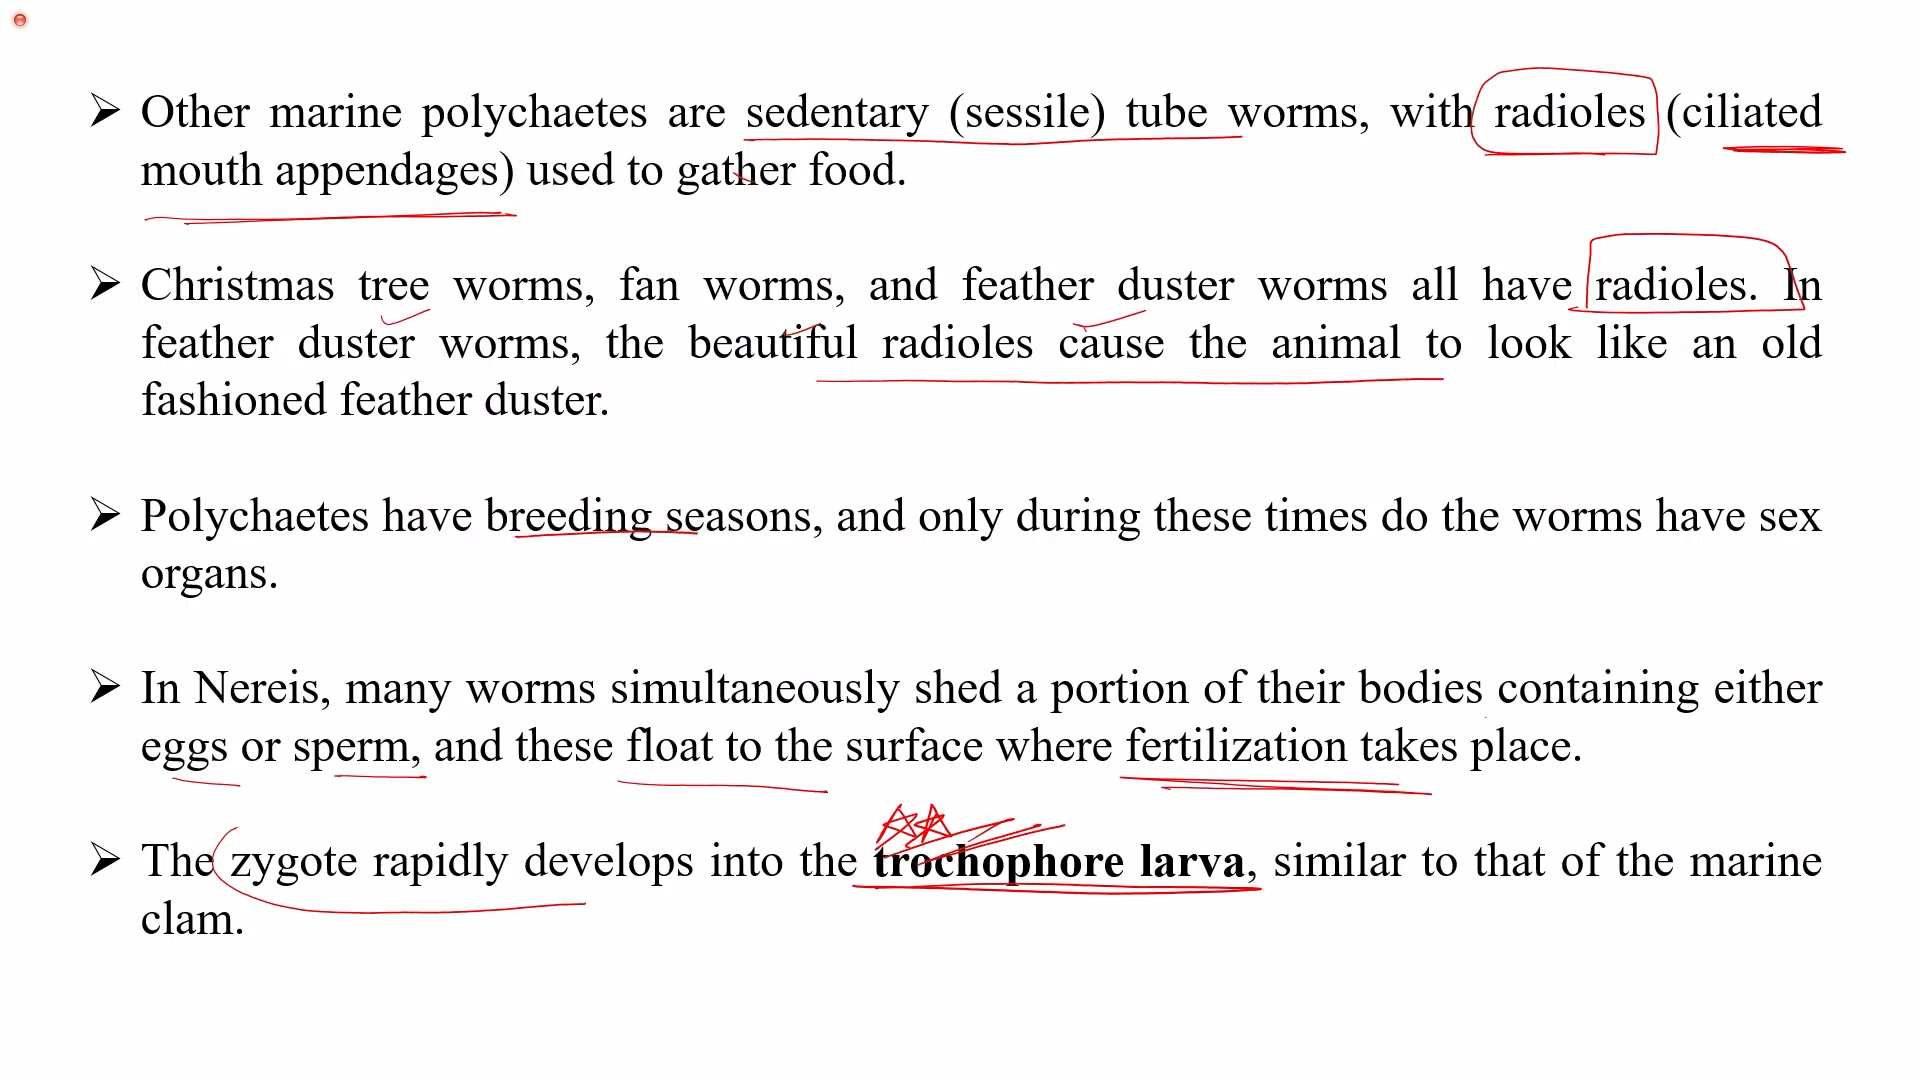 ➢ Other marine polychaetes are sedentary (sessile) tube worms, with radioles (ciliated
mouth appendages) used to gather food.
➢ Christmas tree worms, fan worms, and feather duster worms all have radioles. In
feather duster worms, the beautiful radioles cause the animal to look like an old
fashioned feather duster.
➢ Polychaetes have breeding seasons, and only during these times do the worms have sex
organs.
➢ In Nereis, many worms simultaneously shed a portion of their bodies containing either
eggs or sperm, and these float to the surface where fertilization takes place.
➢ The zygote rapidly develops into the trochophore larva, similar to that of the marine
clam.